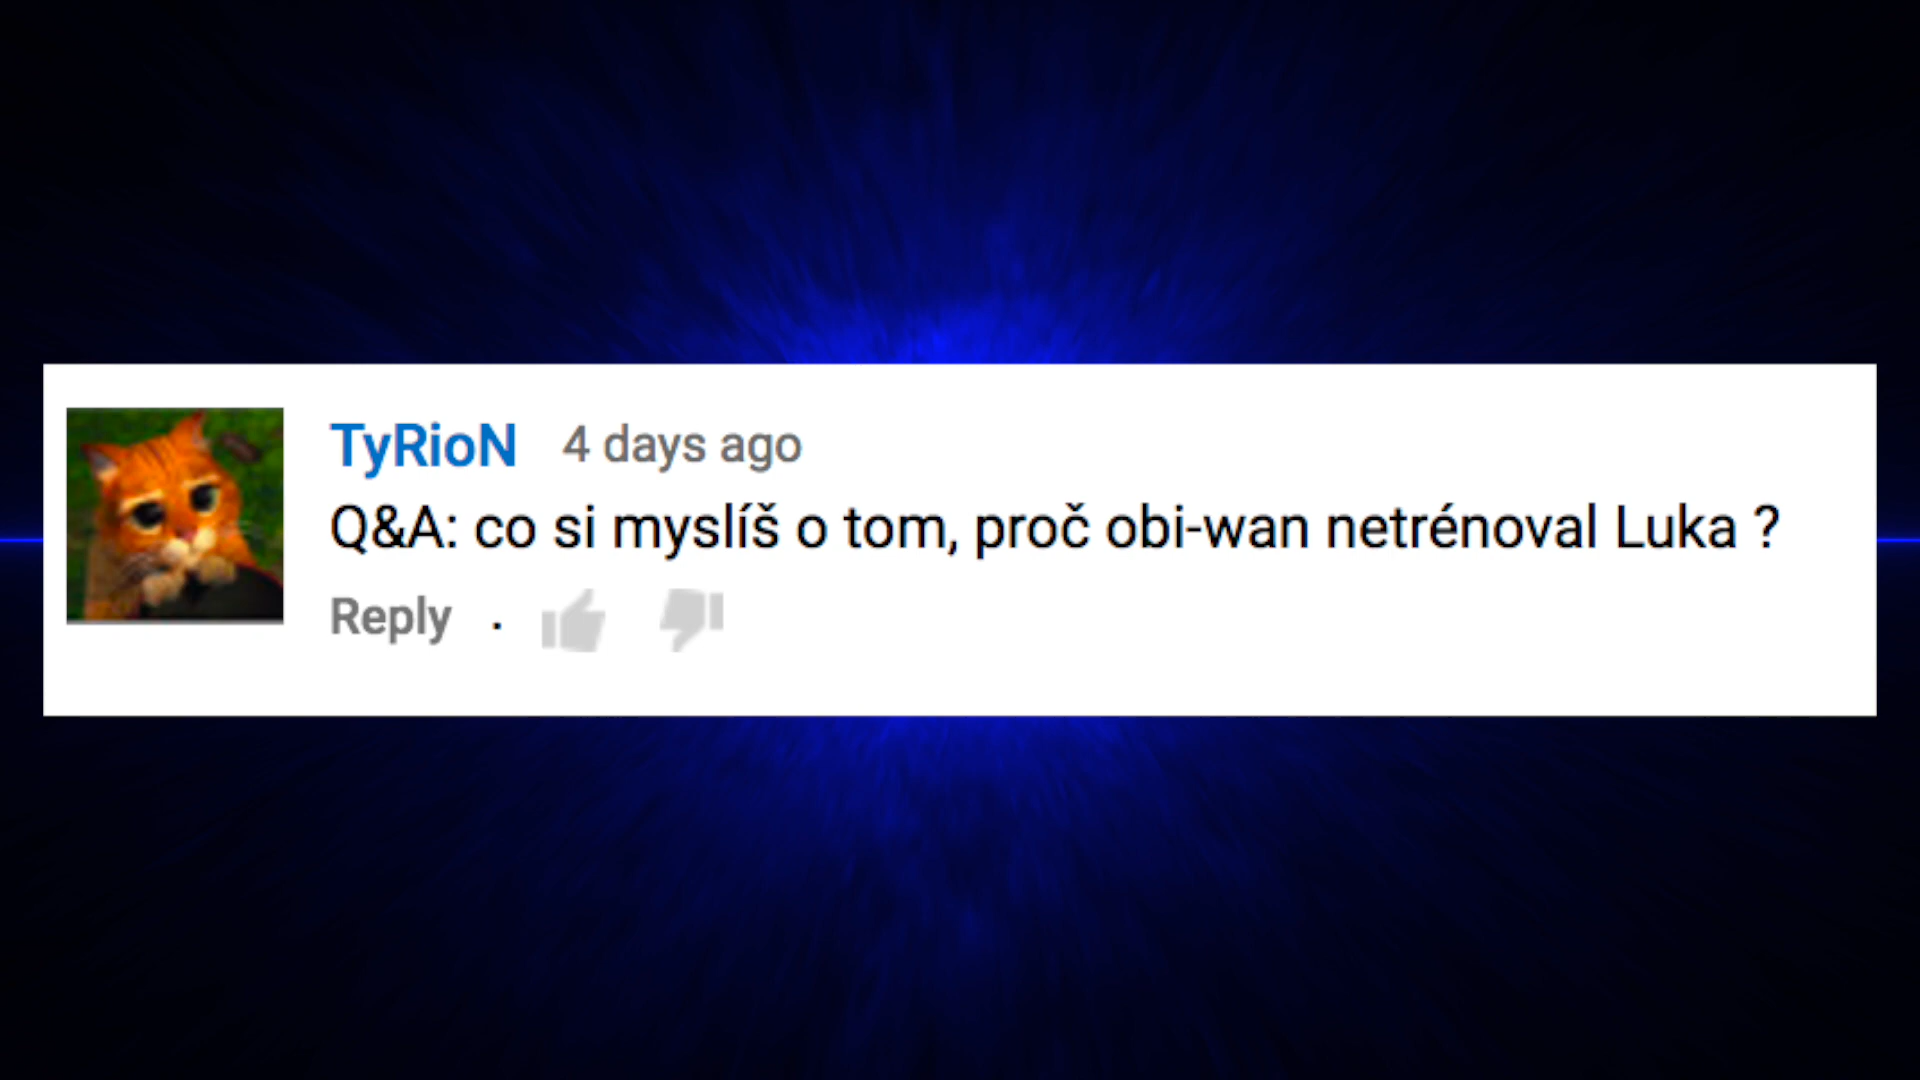 TyRioN 4 days ago
Q&A: co si myslíš o tom, proč obi-wan netrénoval Luka ?
Reply .